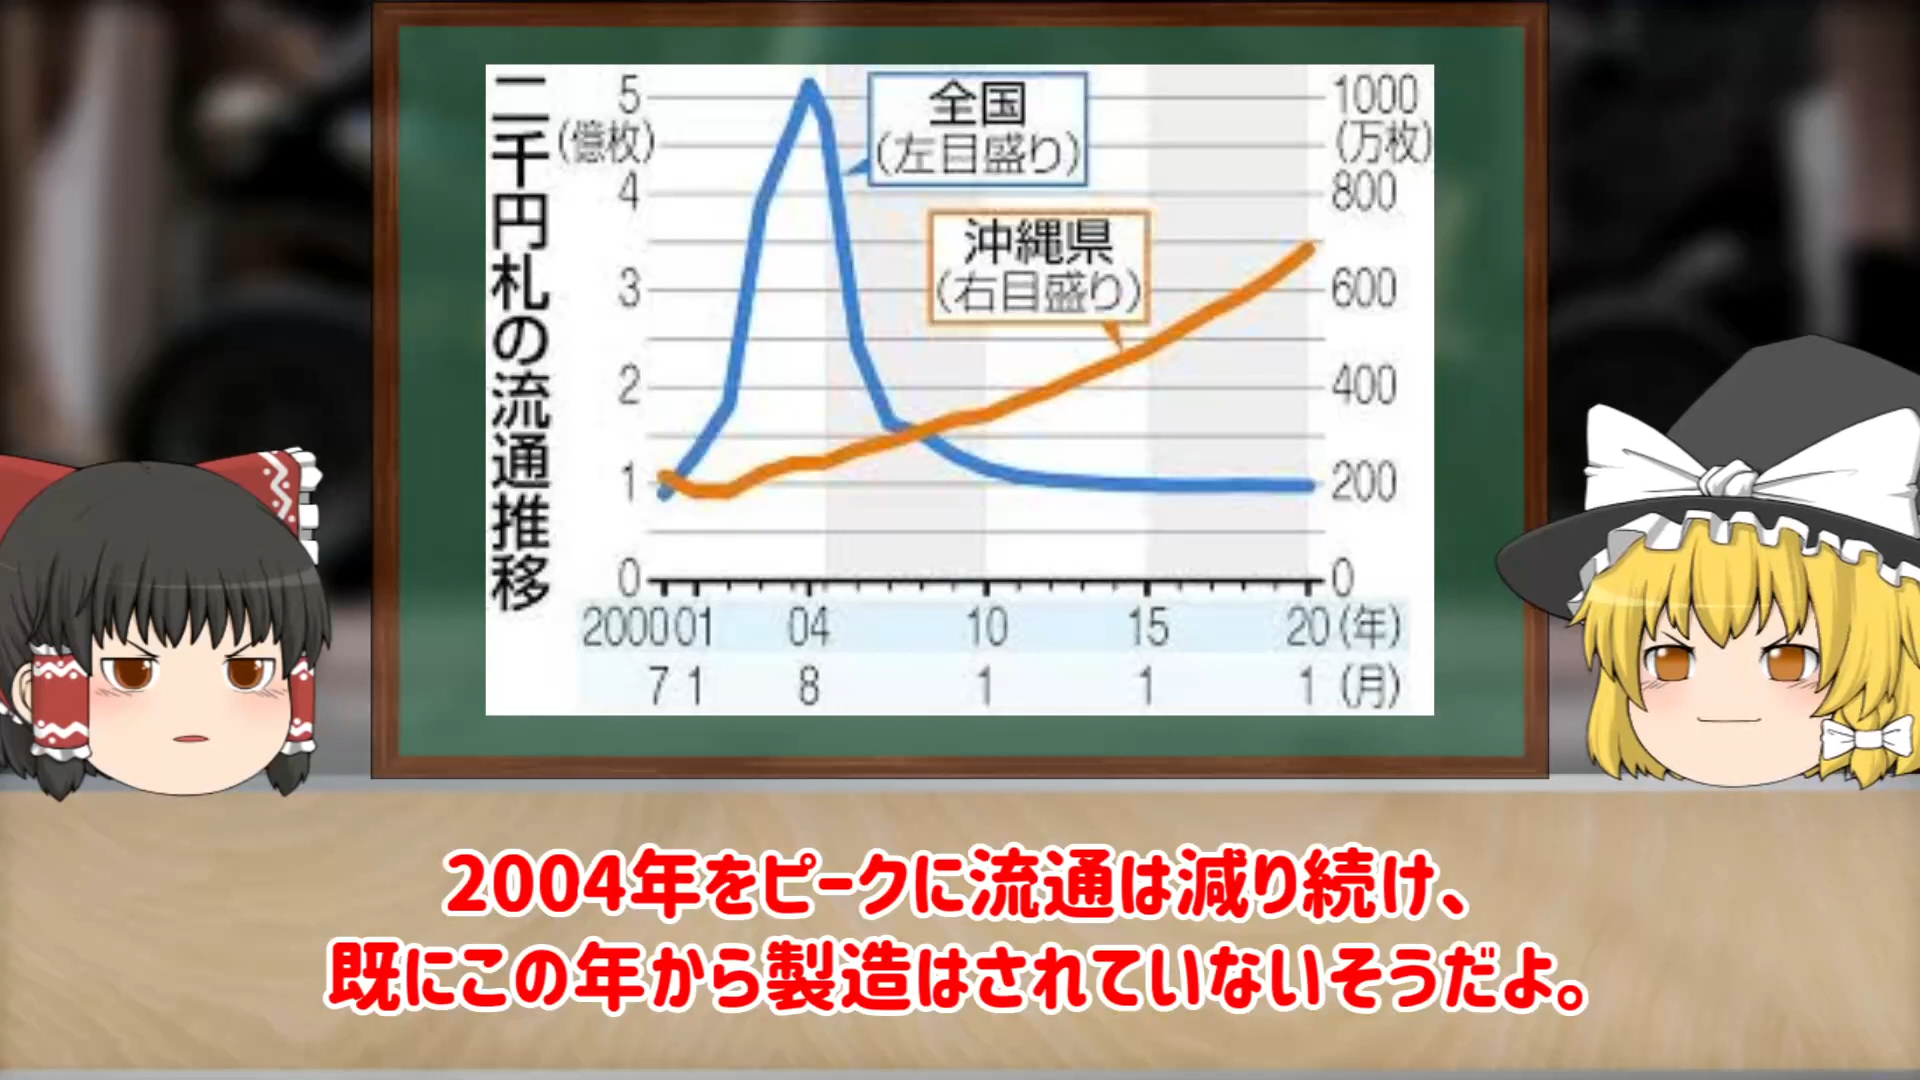 二千円札の流通推移
5
(億枚)
4
3
2
1
0
全国
(左目盛り)
沖縄県
(右目盛り)
1000
(万枚)
800
600
400
200
0
2000 01 04 10 15 20(年)
7 1 8 1 1 1(月)
2004年をピークに流通は減り続け、
既にこの年から製造はされていないそうだよ。